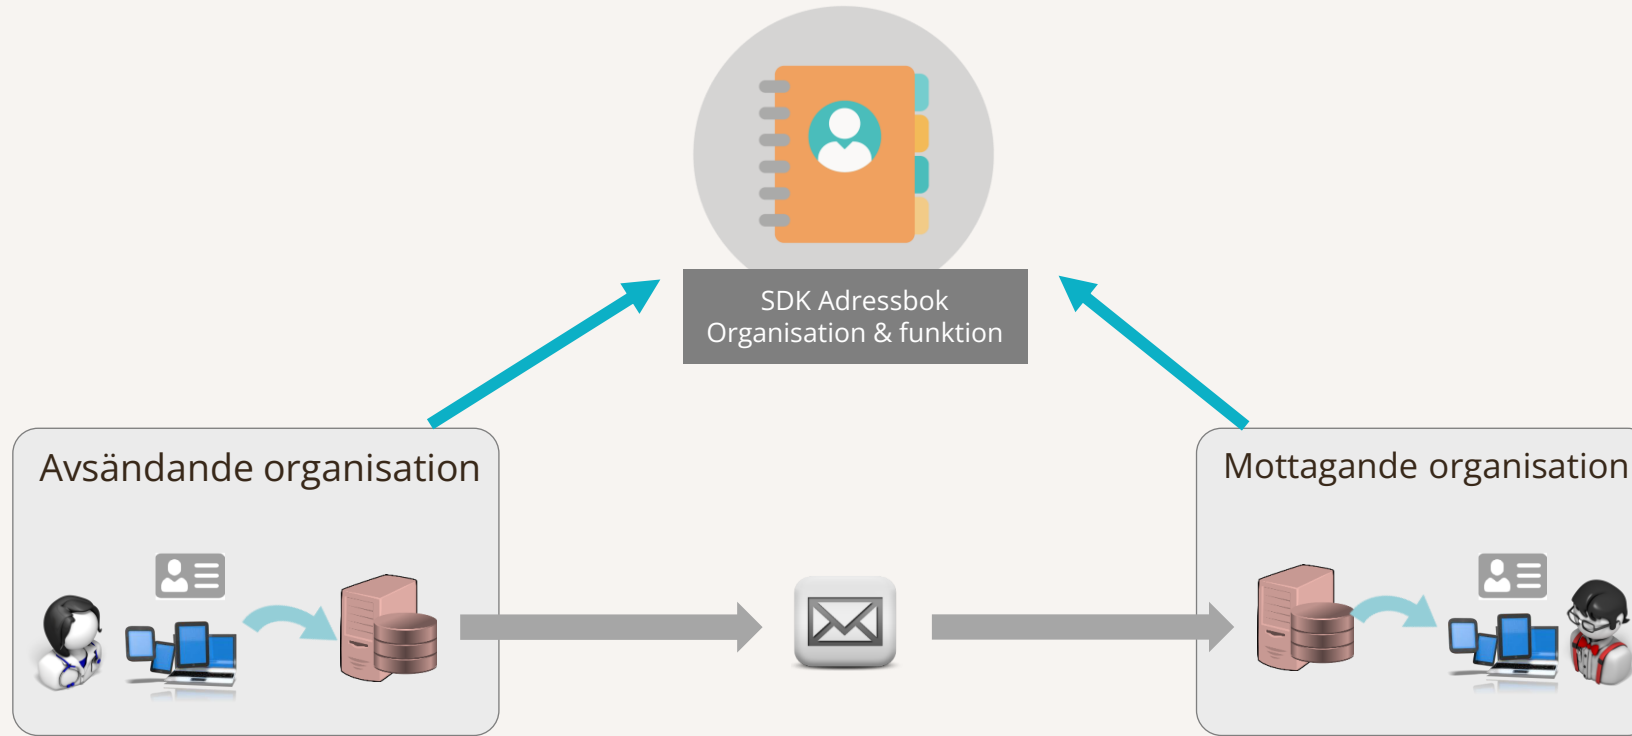 SDK Adressbok
Organisation & funktion
Avsändande organisation
Mottagande organisation